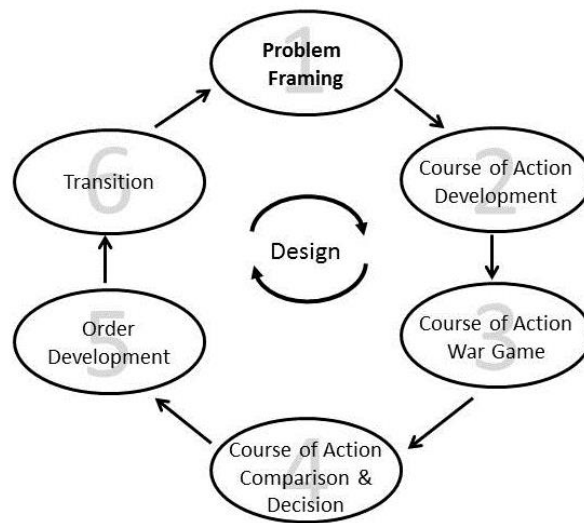 1
Problem
Framing
2
Course of Action
Development
3
Course of Action
War Game
4
Course of Action
Comparison &
Decision
5
Order
Development
6
Transition
Design